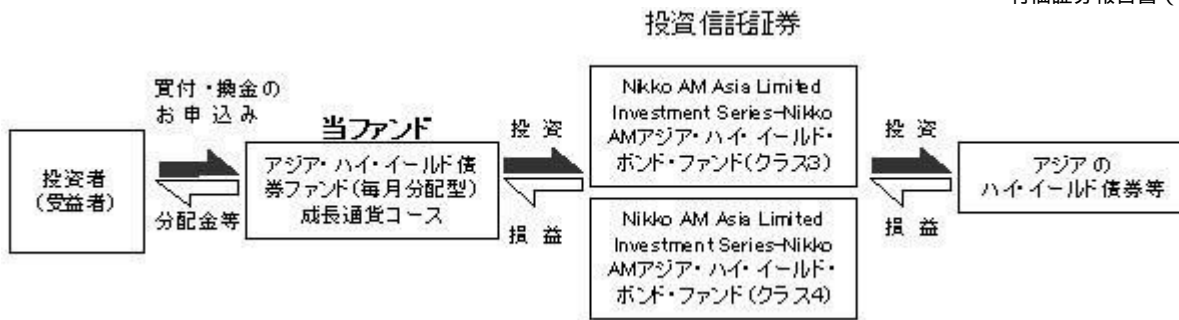 投資信託証券
買付・換金の
お申込み
投資者
(受益者)
分配金等
当ファンド
アジア・ハイ・イールド債
券ファンド(毎月分配型)
成長通貨コース
投資
損益
Nikko AM Asia Limited
Investment Series-Nikko
AMアジア・ハイ・イールド・
ボンド・ファンド(クラス3)
Nikko AM Asia Limited
Investment Series-Nikko
AMアジア・ハイ・イールド・
ボンド・ファンド(クラス4)
投資
損益
アジアの
ハイ・イールド債券等